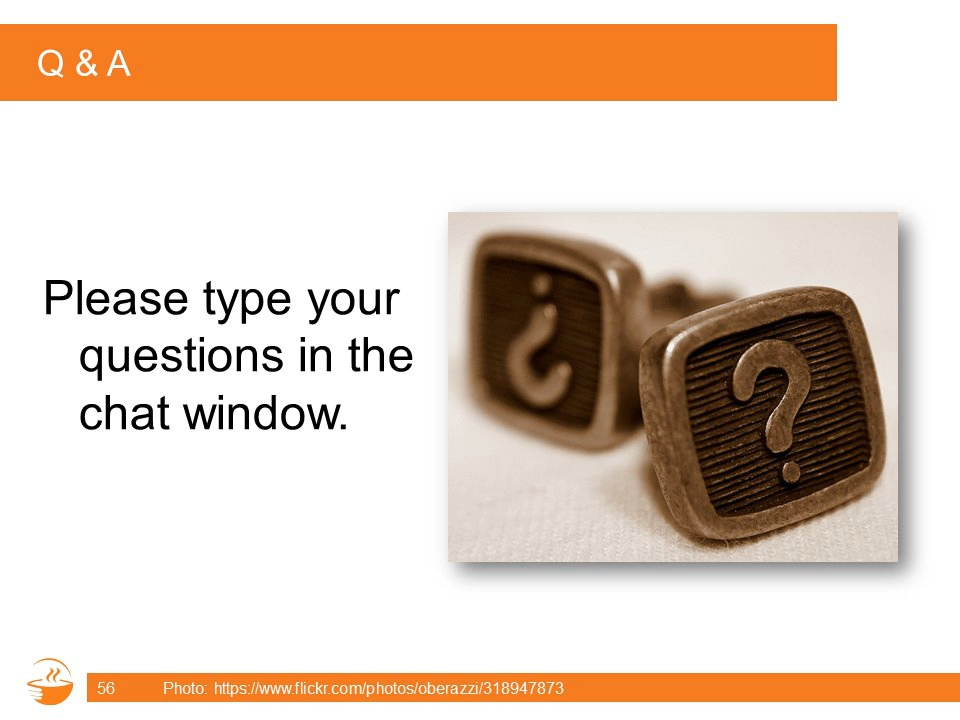 Q & A
Please type your
questions in the
chat window.
¿
?
56 Photo: https://www.flickr.com/photos/oberazzi/318947873